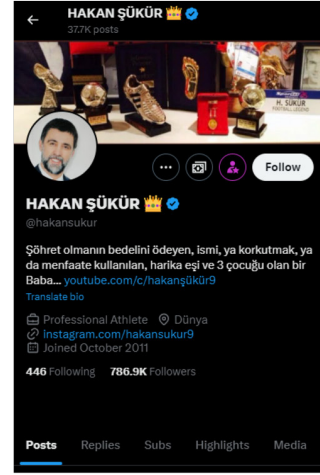 HAKAN ŞÜKÜR
37.7K posts
H. ŞÜKÜR
FOOTBALL LEGEND
Follow
HAKAN ŞÜKÜR
@hakansukur
Şöhret olmanın bedelini ödeyen, ismi, ya korkutmak, ya
da menfaate kullanılan, harika eşi ve 3 çocuğu olan bir
Baba... youtube.com/c/hakanşükür9
Translate bio
Professional Athlete Dünya
instagram.com/hakansukur9
Joined October 2011
446 Following 786.9K Followers
Posts Replies Subs Highlights Media